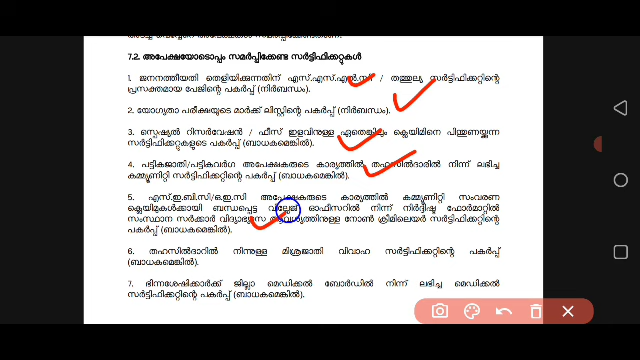 7.2. അപേക്ഷയോടൊപ്പം സമർപ്പിക്കേണ്ട സർട്ടിഫിക്കറ്റുകൾ
1. ജനനത്തീയതി തെളിയിക്കുന്നതിന് എസ്.എസ്.എൽ.സി / തത്തുല്യ സർട്ടിഫിക്കറ്റിന്റെ
പ്രസക്തമായ പേജിന്റെ പകർപ്പ് (നിർബന്ധം).
2. യോഗ്യതാ പരീക്ഷയുടെ മാർക്ക് ലിസ്റ്റിന്റെ പകർപ്പ് (നിർബന്ധം).
3. സ്പെഷ്യൽ റിസർവേഷൻ / ഫീസ് ഇളവിനുള്ള ഏതെങ്കിലും ക്ലെയിമിനെ പിന്തുണയ്ക്കുന്ന
സർട്ടിഫിക്കറ്റുകളുടെ പകർപ്പ് (ബാധകമെങ്കിൽ).
4. പട്ടികജാതി/പട്ടികവർഗ അപേക്ഷകരുടെ കാര്യത്തിൽ തഹസിൽദാരിൽ നിന്ന് ലഭിച്ച
കമ്മ്യൂണിറ്റി സർട്ടിഫിക്കറ്റിന്റെ പകർപ്പ് (ബാധകമെങ്കിൽ).
5. എസ്.ഇ.ബി.സി/ഒ.ഇ.സി അപേക്ഷകരുടെ കാര്യത്തിൽ കമ്മ്യൂണിറ്റി സംവരണ
ക്ലെയിമുകൾക്കായി ബന്ധപ്പെട്ട വില്ലേജ് ഓഫീസറിൽ നിന്ന് നിർദ്ദിഷ്ട ഫോർമാറ്റിൽ
സംസ്ഥാന സർക്കാർ വിദ്യാഭ്യാസ ആവശ്യത്തിനുള്ള നോൺ ക്രീമിലെയർ സർട്ടിഫിക്കറ്റിന്റെ
പകർപ്പ് (ബാധകമെങ്കിൽ).
6. തഹസിൽദാറിൽ നിന്നുള്ള മിശ്രജാതി വിവാഹ സർട്ടിഫിക്കറ്റിന്റെ പകർപ്പ്
(ബാധകമെങ്കിൽ).
7. ഭിന്നശേഷിക്കാർക്ക് ജില്ലാ മെഡിക്കൽ ബോർഡിൽ നിന്ന് ലഭിച്ച മെഡിക്കൽ
സർട്ടിഫിക്കറ്റിന്റെ പകർപ്പ് (ബാധകമെങ്കിൽ).